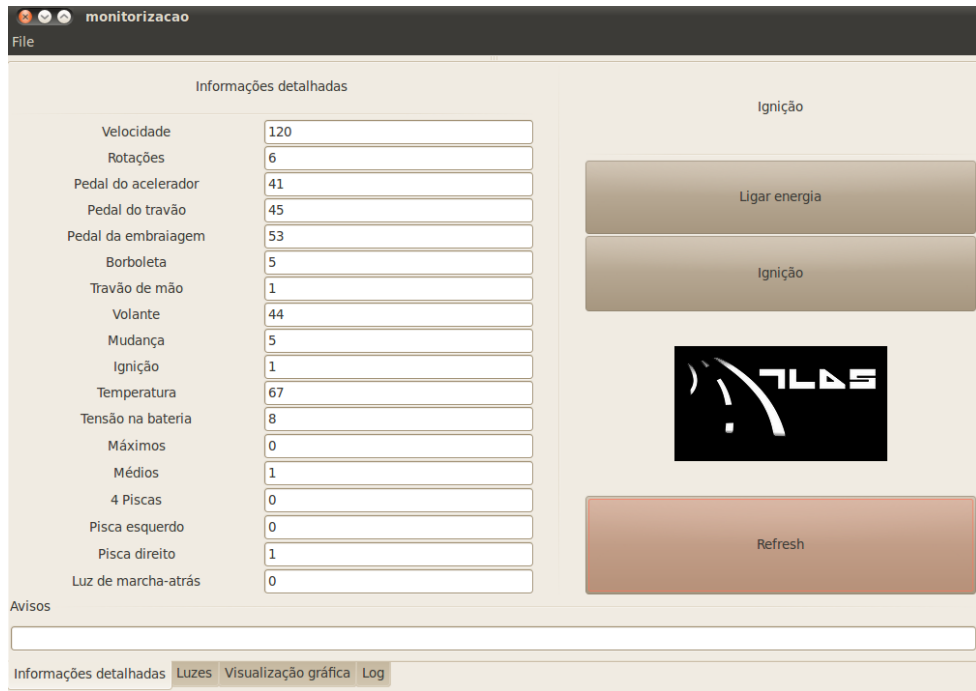 monitorizacao
File
Informações detalhadas
Velocidade 120
Rotações 6
Pedal do acelerador 41
Pedal do travão 45
Pedal da embraiagem 53
Borboleta 5
Travão de mão 1
Volante 44
Mudança 5
Ignição 1
Temperatura 67
Tensão na bateria 8
Máximos 0
Médios 1
4 Piscas 0
Pisca esquerdo 0
Pisca direito 1
Luz de marcha-atrás 0
Ignição
Ligar energia
Ignição
Refresh
Avisos
Informações detalhadas Luzes Visualização gráfica Log